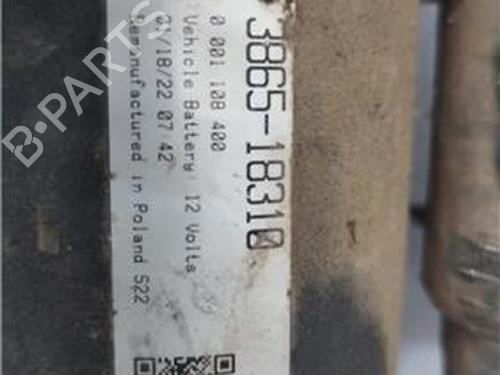 3865-18310
0 001 108 400
Vehicle Battery: 12 Volts
01/18/22 07:42
Remanufactured in Poland 522
B-PARTS